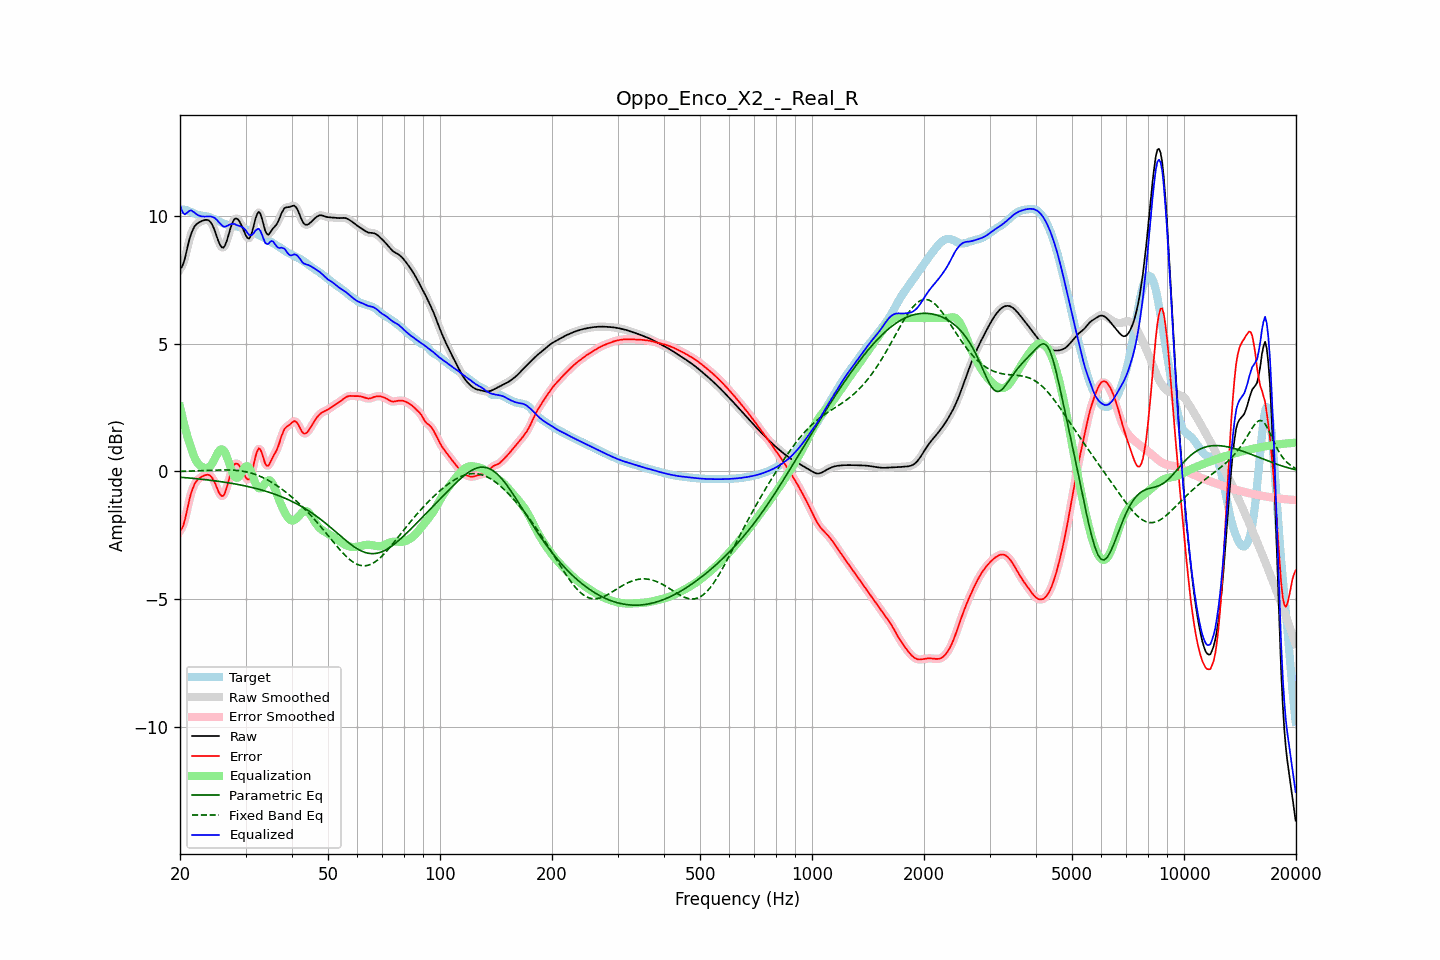 Oppo_Enco_X2_-_Real_R
Amplitude (dBr)
10
5
0
−5
−10
Target
Raw Smoothed
Error Smoothed
Raw
Error
Equalization
Parametric Eq
Fixed Band Eq
Equalized
20 50 100 200 500 1000 2000 5000 10000 20000
Frequency (Hz)